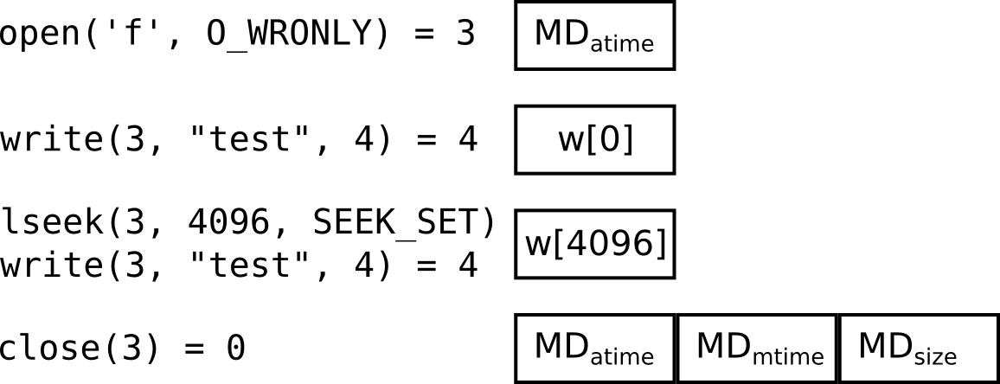 open('f', O_WRONLY) = 3 MDatime
write(3, "test", 4) = 4 w[0]
lseek(3, 4096, SEEK_SET)
write(3, "test", 4) = 4 w[4096]
close(3) = 0 MDatime MDmtime MDsize